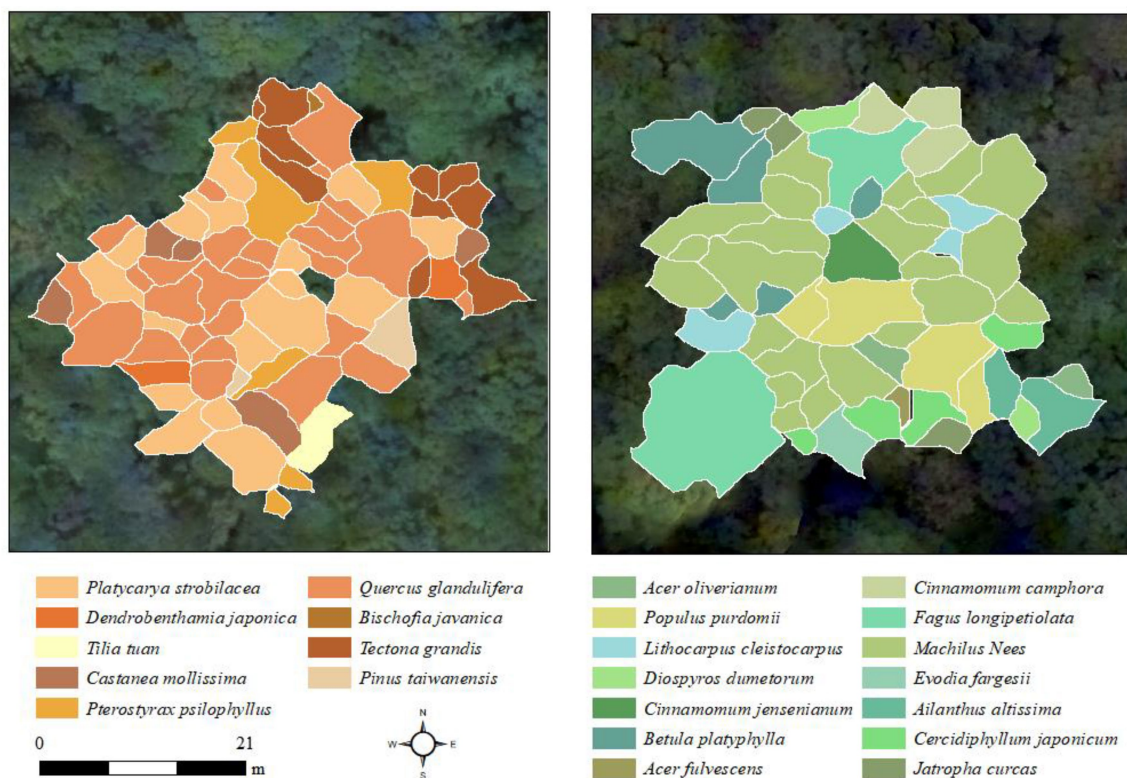 Platycarya strobilacea
Dendrobenthamia japonica
Tilia tuan
Castanea mollissima
Pterostyrax psilophyllus
Quercus glandulifera
Bischofia javanica
Tectona grandis
Pinus taiwanensis
0 21
m
N
W E
S
Acer oliverianum
Populus purdomii
Lithocarpus cleistocarpus
Diospyros dumetorum
Cinnamomum jensenianum
Betula platyphylla
Acer fulvescens
Cinnamomum camphora
Fagus longipetiolata
Machilus Nees
Evodia fargesii
Ailanthus altissima
Cercidiphyllum japonicum
Jatropha curcas